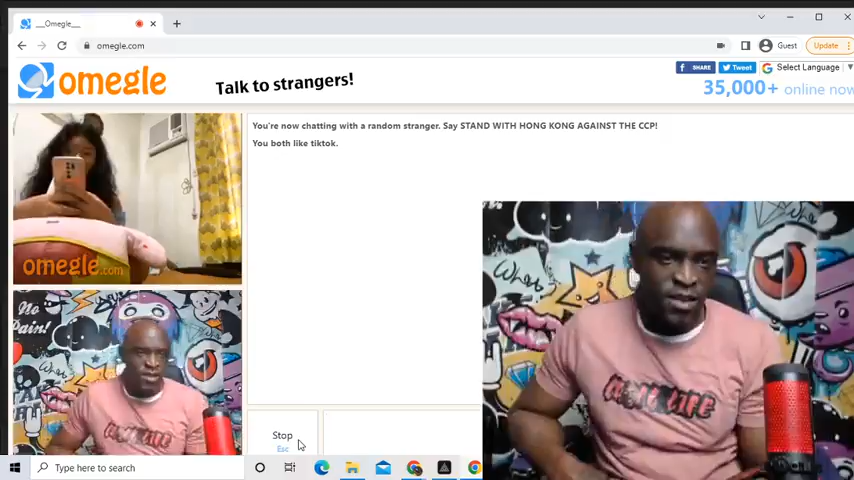 __Omegle__
omegle.com
Guest
Update
omegle
Talk to strangers!
SHARE
Tweet
Select Language
35,000+ online now
You're now chatting with a random stranger. Say STAND WITH HONG KONG AGAINST THE CCP!
You both like tiktok.
omegle.com
No
Pain!
What
Stop
Esc
LIFE
Type here to search